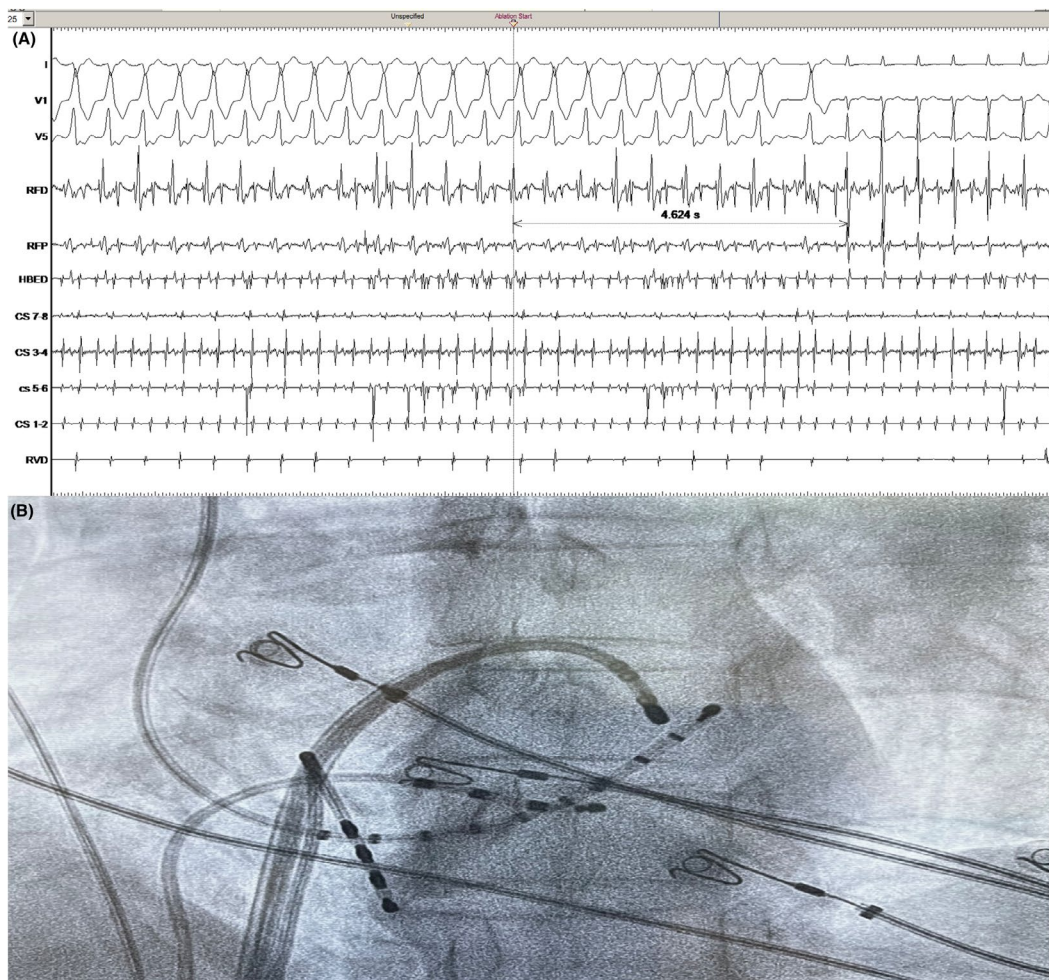 25
Unspecified
Ablation Start
(A)
I
V1
V5
RFD
4.624 s
RFP
HBED
CS 7-8
CS 3-4
cs 5-6
CS 1-2
RVD
(B)